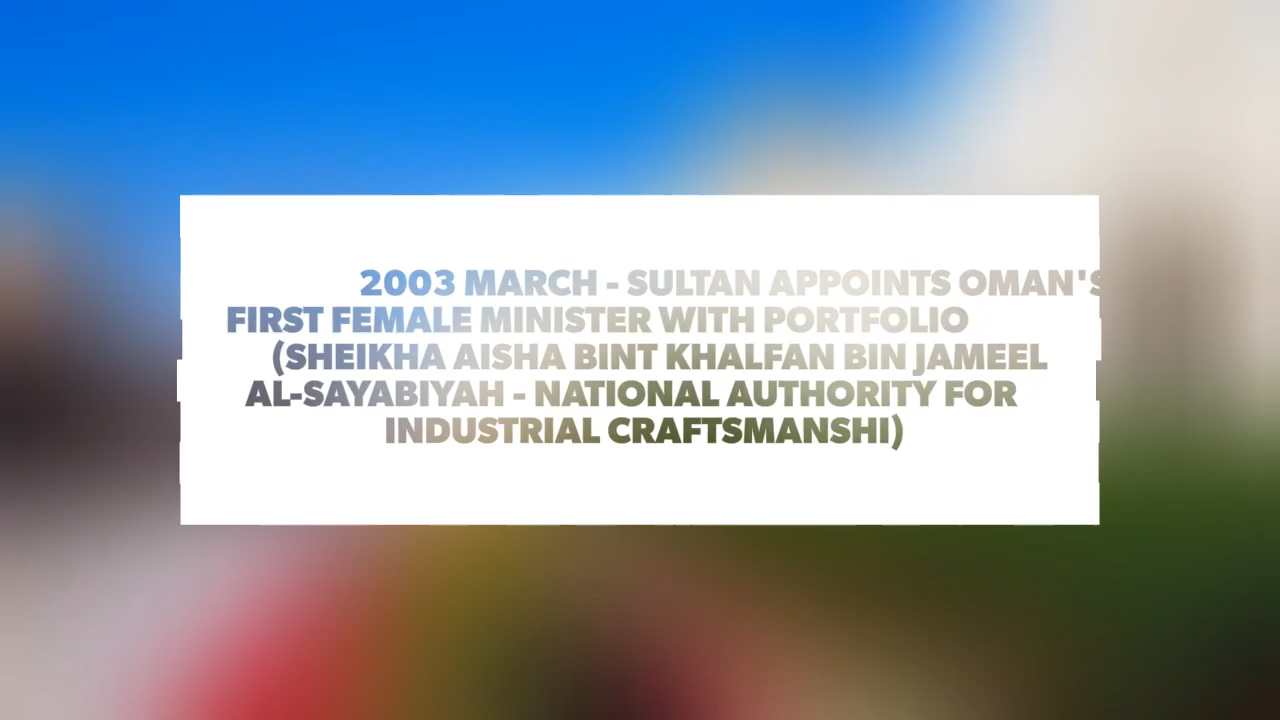 2003 MARCH - SULTAN APPOINTS OMAN'S
FIRST FEMALE MINISTER WITH PORTFOLIO
(SHEIKHA AISHA BINT KHALFAN BIN JAMEEL
AL-SAYABIYAH - NATIONAL AUTHORITY FOR
INDUSTRIAL CRAFTSMANSHI)